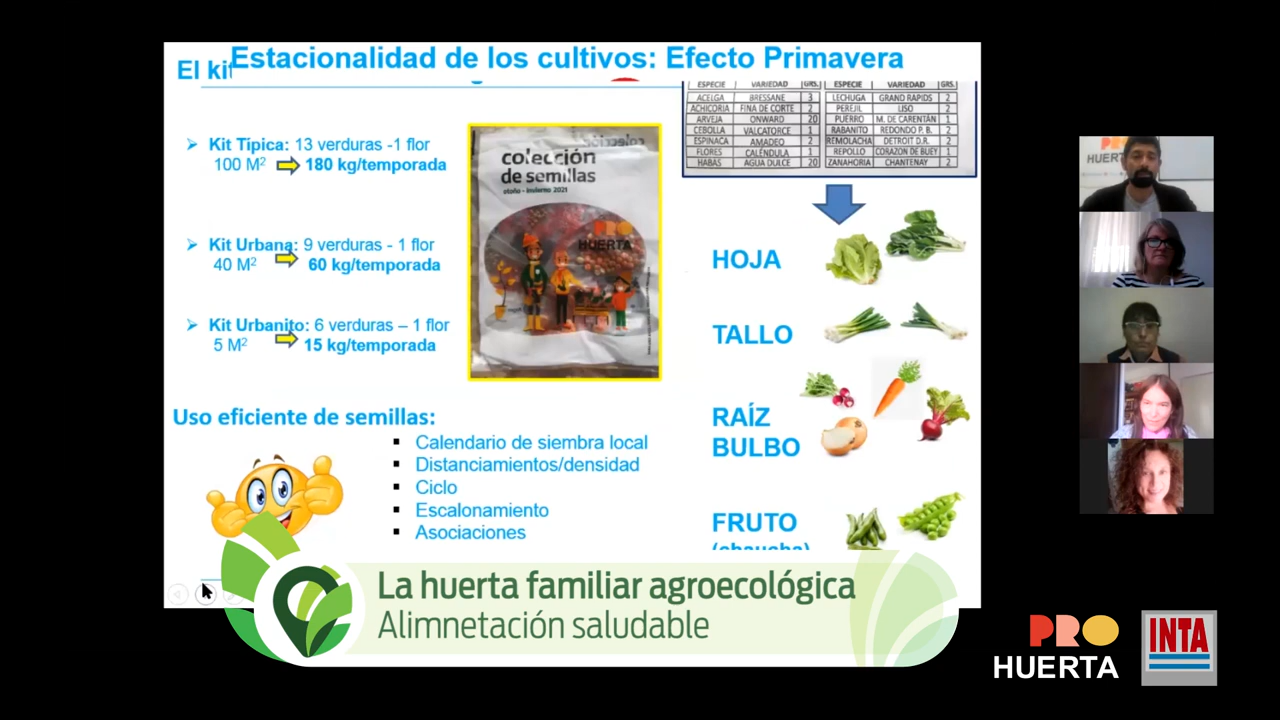 Estacionalidad de los cultivos: Efecto Primavera
El kit
ESPECIE VARIEDAD GRS. ESPECIE VARIEDAD GRS.
ACELGA BRESSANE 3 LECHUGA GRAND RAPIDS 2
ACHICORIA FINA DE CORTE 2 PEREJIL LISO 2
ARVEJA ONWARD 20 PUERRO M. DE CARENTÁN 1
CEBOLLA VALCATORCE 1 RABANITO REDONDO P. B. 2
ESPINACA AMADEO 2 REMOLACHA DETROIT D.R. 2
FLORES CALÉNDULA 1 REPOLLO CORAZON DE BUEY 1
HABAS AGUA DULCE 20 ZANAHORIA CHANTENAY 2
Kit Típica: 13 verduras -1 flor
100 M² 180 kg/temporada
Kit Urbana: 9 verduras - 1 flor
40 M² 60 kg/temporada
Kit Urbanito: 6 verduras – 1 flor
5 M² 15 kg/temporada
colección
de semillas
otoño - invierno 2021
PRO
HUERTA
HOJA
TALLO
RAÍZ
BULBO
FRUTO
(chaucha)
Uso eficiente de semillas:
Calendario de siembra local
Distanciamientos/densidad
Ciclo
Escalonamiento
Asociaciones
La huerta familiar agroecológica
Alimnetación saludable
PRO
HUERTA
INTA